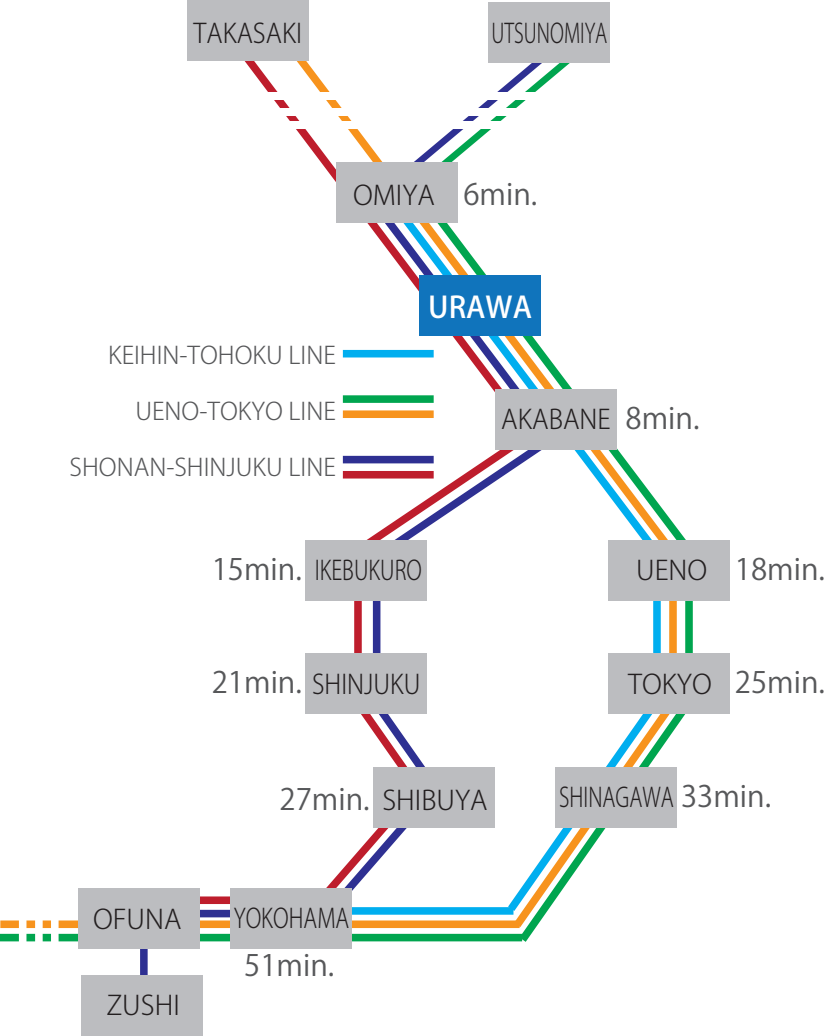 TAKASAKI
UTSUNOMIYA
OMIYA 6min.
URAWA
KEIHIN-TOHOKU LINE
UENO-TOKYO LINE
AKABANE 8min.
SHONAN-SHINJUKU LINE
15min. IKEBUKURO
UENO 18min.
21min. SHINJUKU
TOKYO 25min.
27min. SHIBUYA
SHINAGAWA 33min.
OFUNA
YOKOHAMA
51min.
ZUSHI